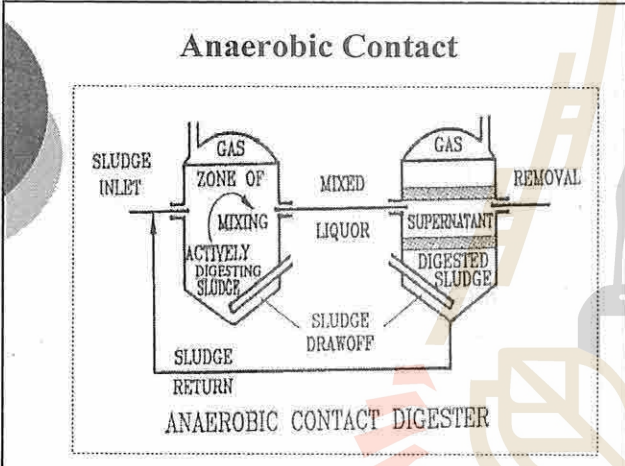 Anaerobic Contact
GAS
GAS
SLUDGE
INLET
ZONE OF
MIXING
ACTIVELY
DIGESTING
SLUDGE
MIXED
LIQUOR
SUPERNATANT
DIGESTED
SLUDGE
REMOVAL
SLUDGE
DRAWOFF
SLUDGE
RETURN
ANAEROBIC CONTACT DIGESTER